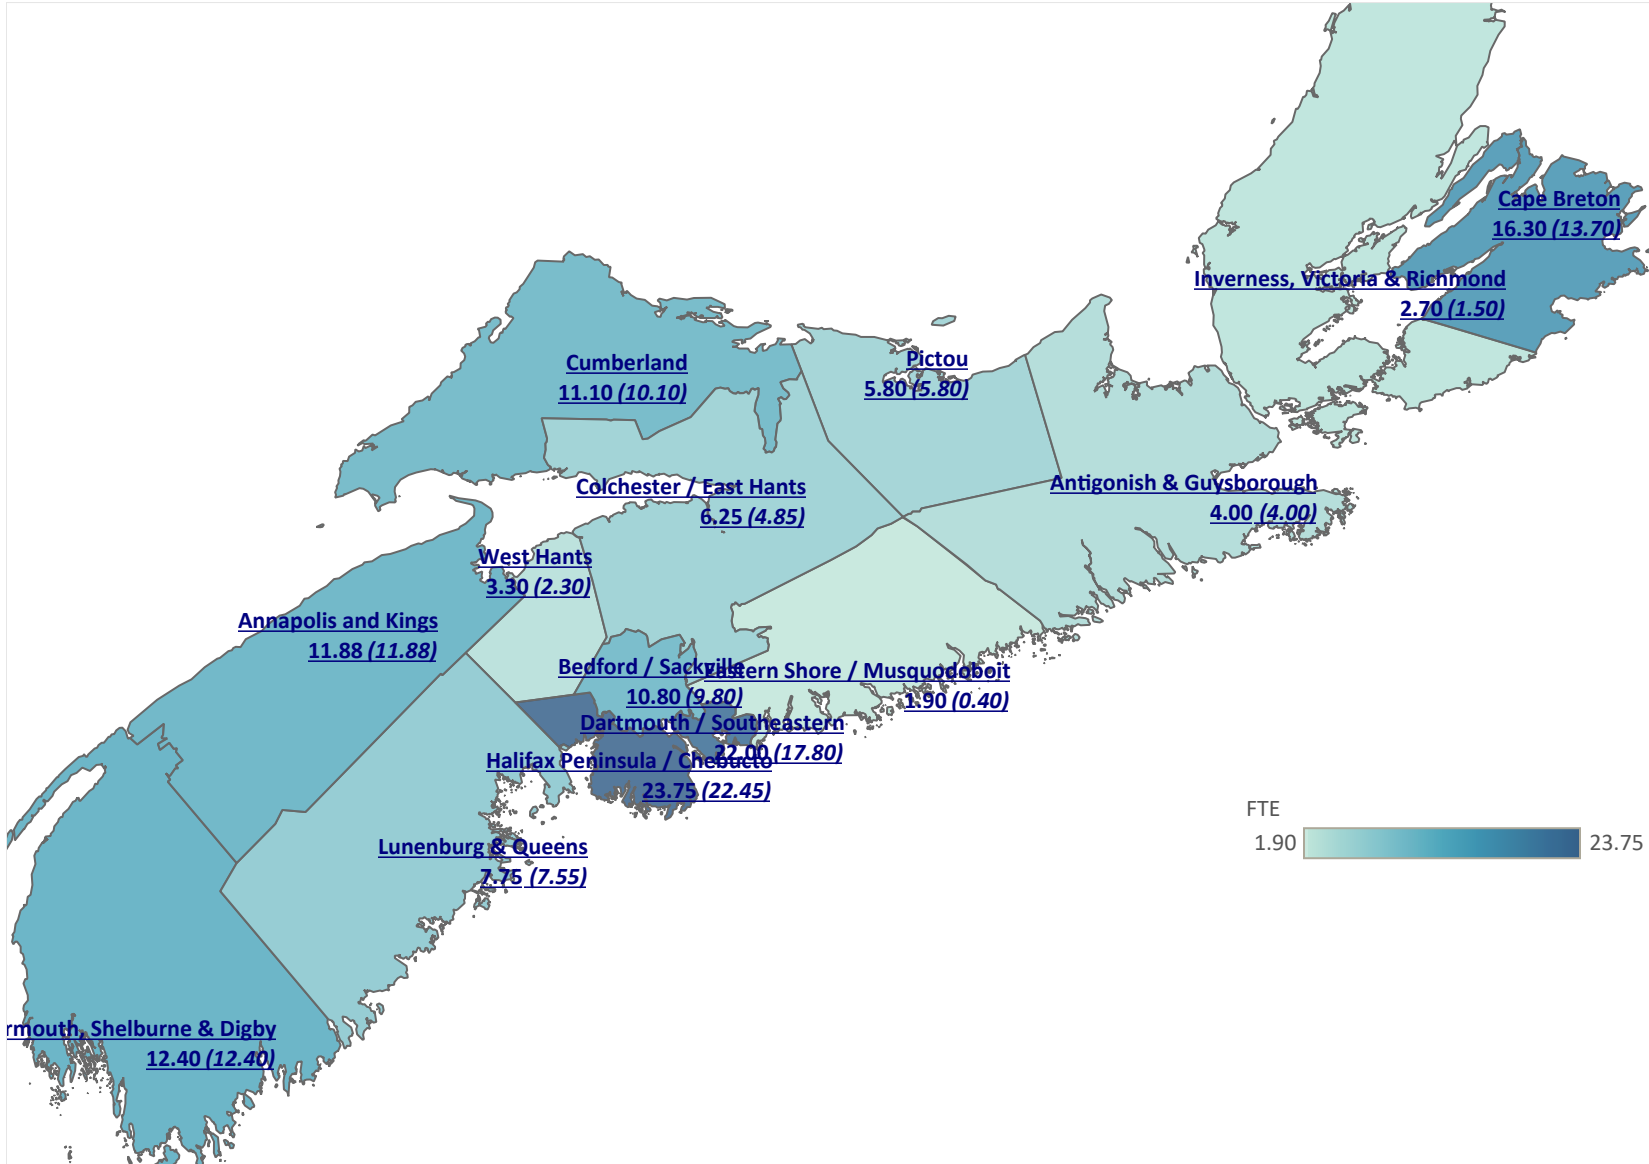 Cape Breton
16.30 (13.70)
Inverness, Victoria & Richmond
2.70 (1.50)
Cumberland
11.10 (10.10)
Pictou
5.80 (5.80)
Colchester / East Hants
6.25 (4.85)
Antigonish & Guysborough
4.00 (4.00)
West Hants
3.30 (2.30)
Annapolis and Kings
11.88 (11.88)
Bedford / Sackville
10.80 (9.80)
Eastern Shore / Musquodoboit
1.90 (0.40)
Dartmouth / Southeastern
22.00 (17.80)
Halifax Peninsula / Chebucto
23.75 (22.45)
FTE
1.90 23.75
Lunenburg & Queens
7.75 (7.55)
rmouth, Shelburne & Digby
12.40 (12.40)